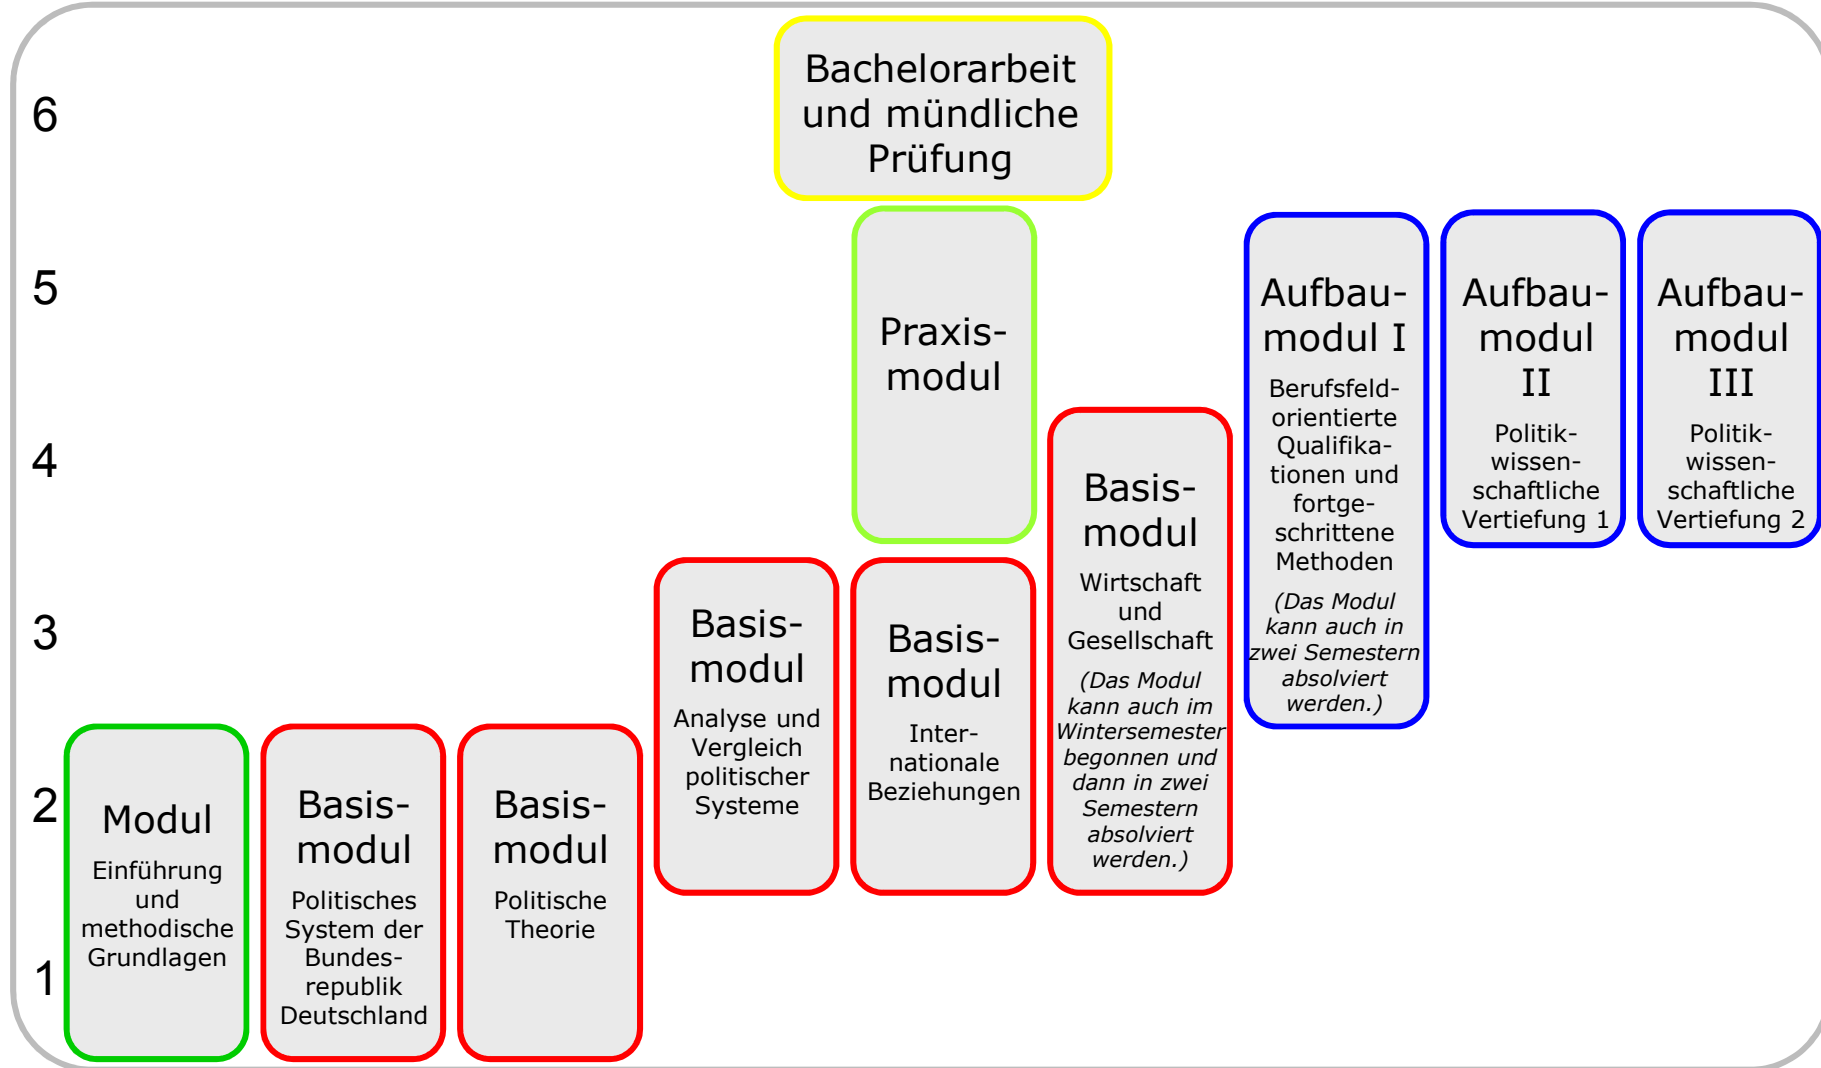 6
Bachelorarbeit
und mündliche
Prüfung
5
Praxis-
modul
Aufbau-
modul I
Berufsfeld-
orientierte
Qualifika-
tionen und
fortge-
schrittene
Methoden
(Das Modul
kann auch in
zwei Semestern
absolviert
werden.)
Aufbau-
modul
II
Politik-
wissen-
schaftliche
Vertiefung 1
Aufbau-
modul
III
Politik-
wissen-
schaftliche
Vertiefung 2
4
Basis-
modul
Wirtschaft
und
Gesellschaft
(Das Modul
kann auch im
Wintersemester
begonnen und
dann in zwei
Semestern
absolviert
werden.)
3
Basis-
modul
Analyse und
Vergleich
politischer
Systeme
Basis-
modul
Inter-
nationale
Beziehungen
2
Modul
Einführung
und
methodische
Grundlagen
Basis-
modul
Politisches
System der
Bundes-
republik
Deutschland
Basis-
modul
Politische
Theorie
1